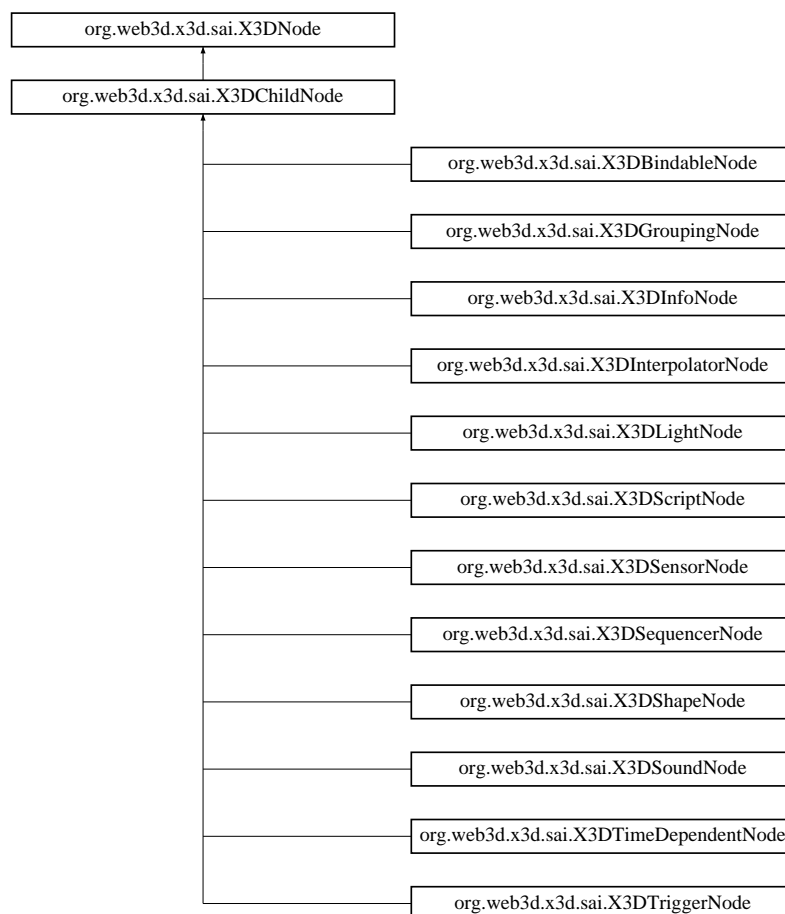 org.web3d.x3d.sai.X3DNode
org.web3d.x3d.sai.X3DChildNode
org.web3d.x3d.sai.X3DBindableNode
org.web3d.x3d.sai.X3DGroupingNode
org.web3d.x3d.sai.X3DInfoNode
org.web3d.x3d.sai.X3DInterpolatorNode
org.web3d.x3d.sai.X3DLightNode
org.web3d.x3d.sai.X3DScriptNode
org.web3d.x3d.sai.X3DSensorNode
org.web3d.x3d.sai.X3DSequencerNode
org.web3d.x3d.sai.X3DShapeNode
org.web3d.x3d.sai.X3DSoundNode
org.web3d.x3d.sai.X3DTimeDependentNode
org.web3d.x3d.sai.X3DTriggerNode